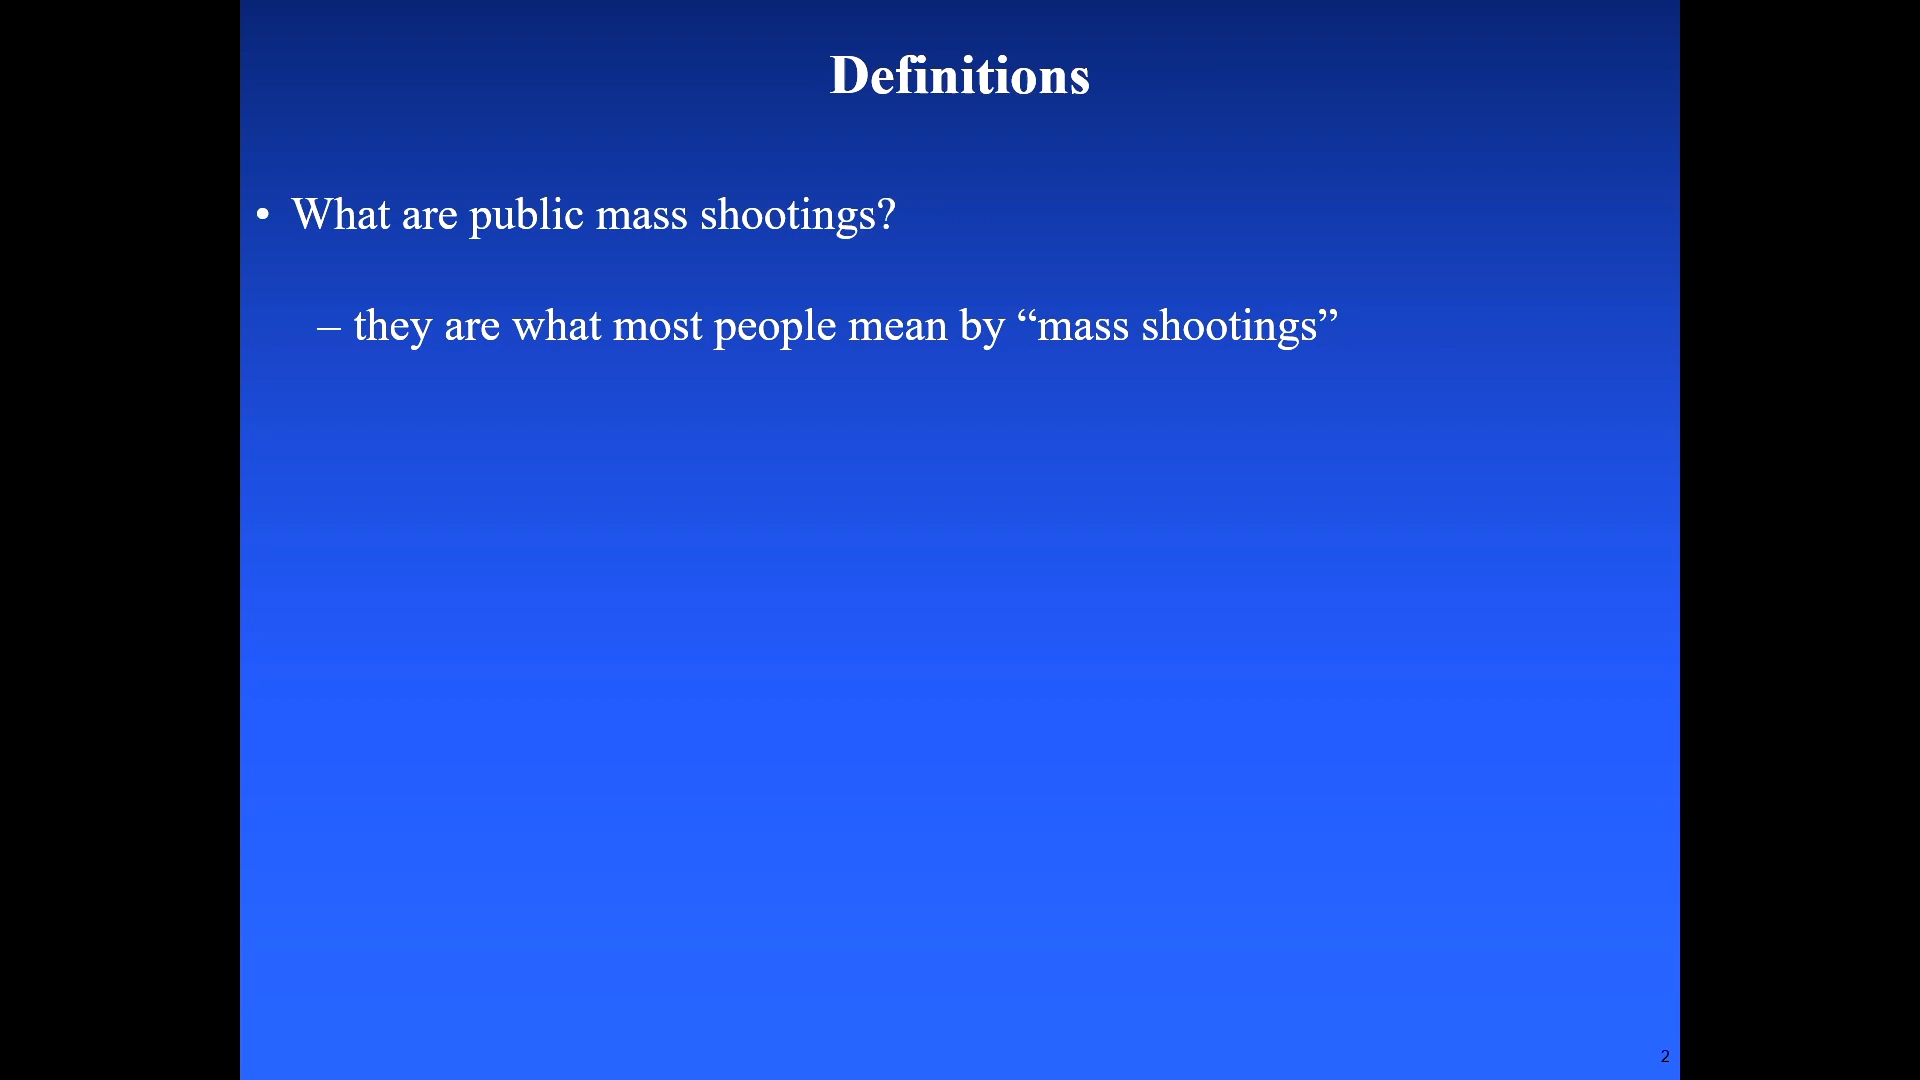 Definitions
• What are public mass shootings?
– they are what most people mean by “mass shootings”
2